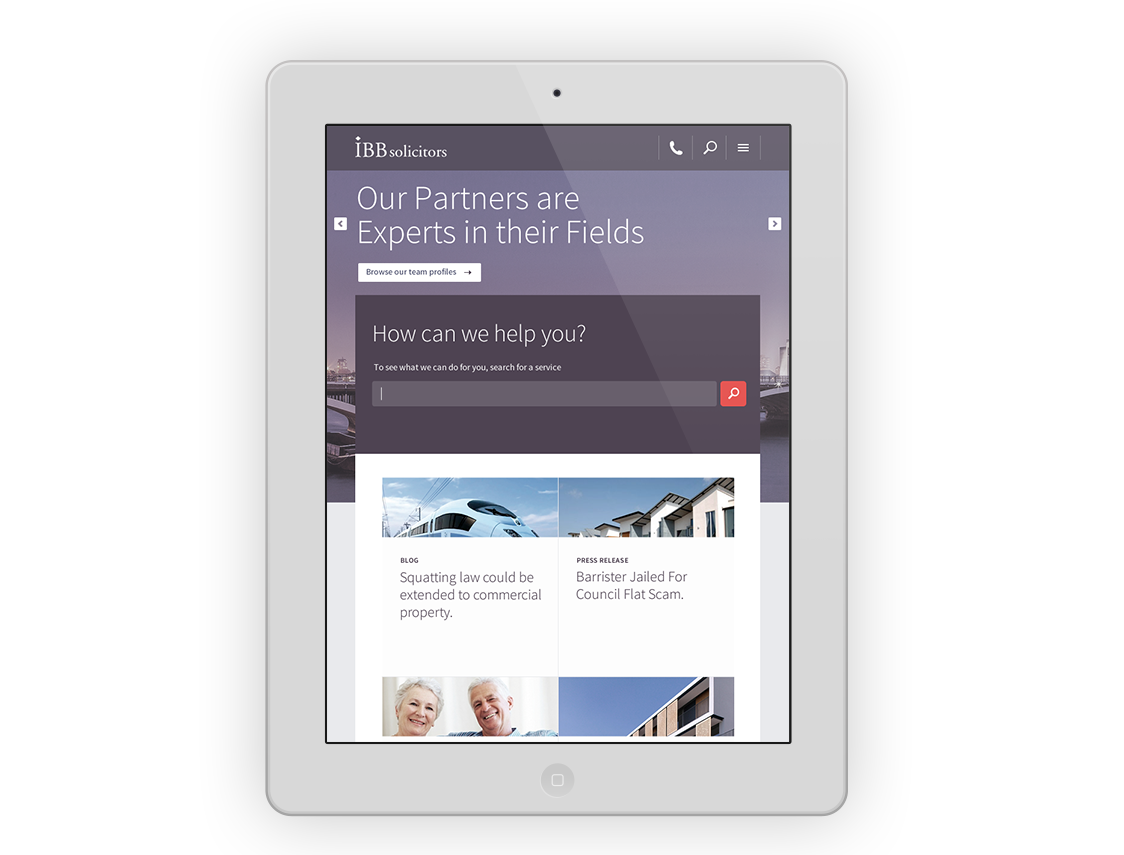 iBB solicitors
Our Partners are
Experts in their Fields
Browse our team profiles
How can we help you?
To see what we can do for you, search for a service
BLOG
Squatting law could be
extended to commercial
property.
PRESS RELEASE
Barrister Jailed For
Council Flat Scam.